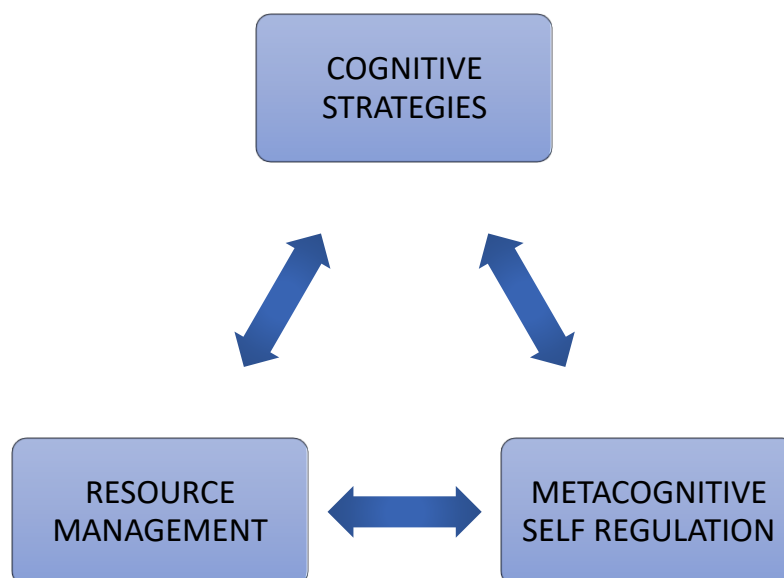 COGNITIVE
STRATEGIES
RESOURCE
MANAGEMENT
METACOGNITIVE
SELF REGULATION